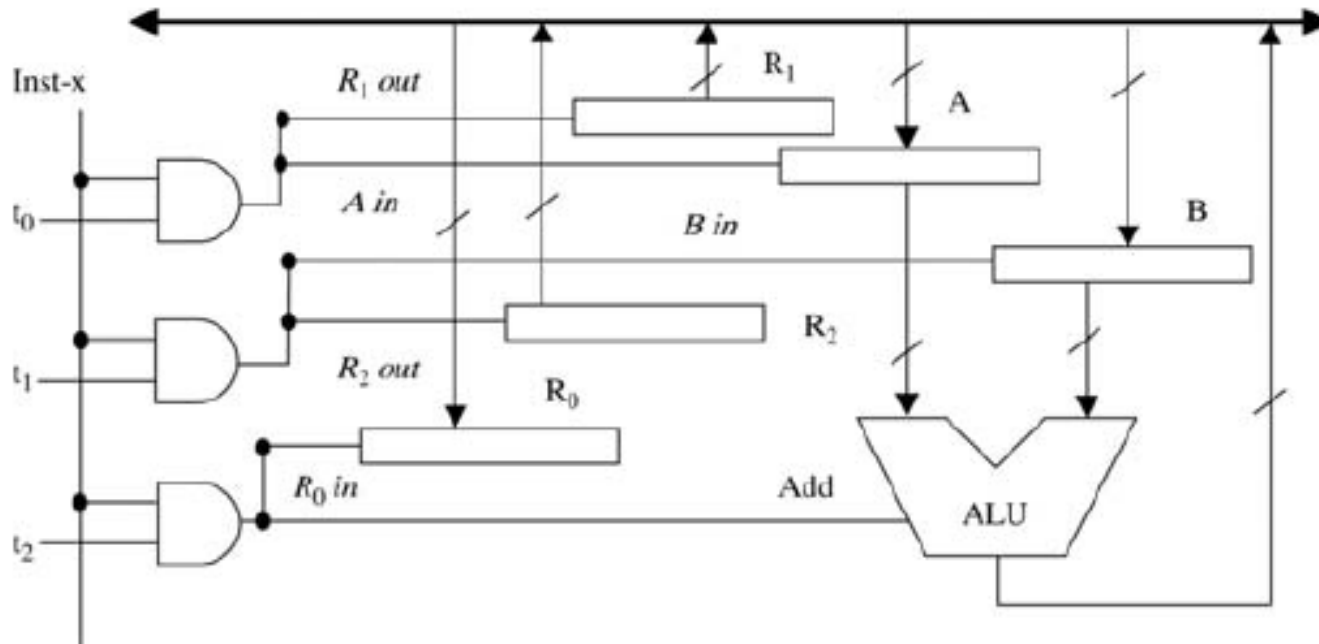 Inst-x
R₁ out
R₁
A
t₀
A in
B in
B
R₂
t₁
R₂ out
R₀
R₀ in
Add
ALU
t₂